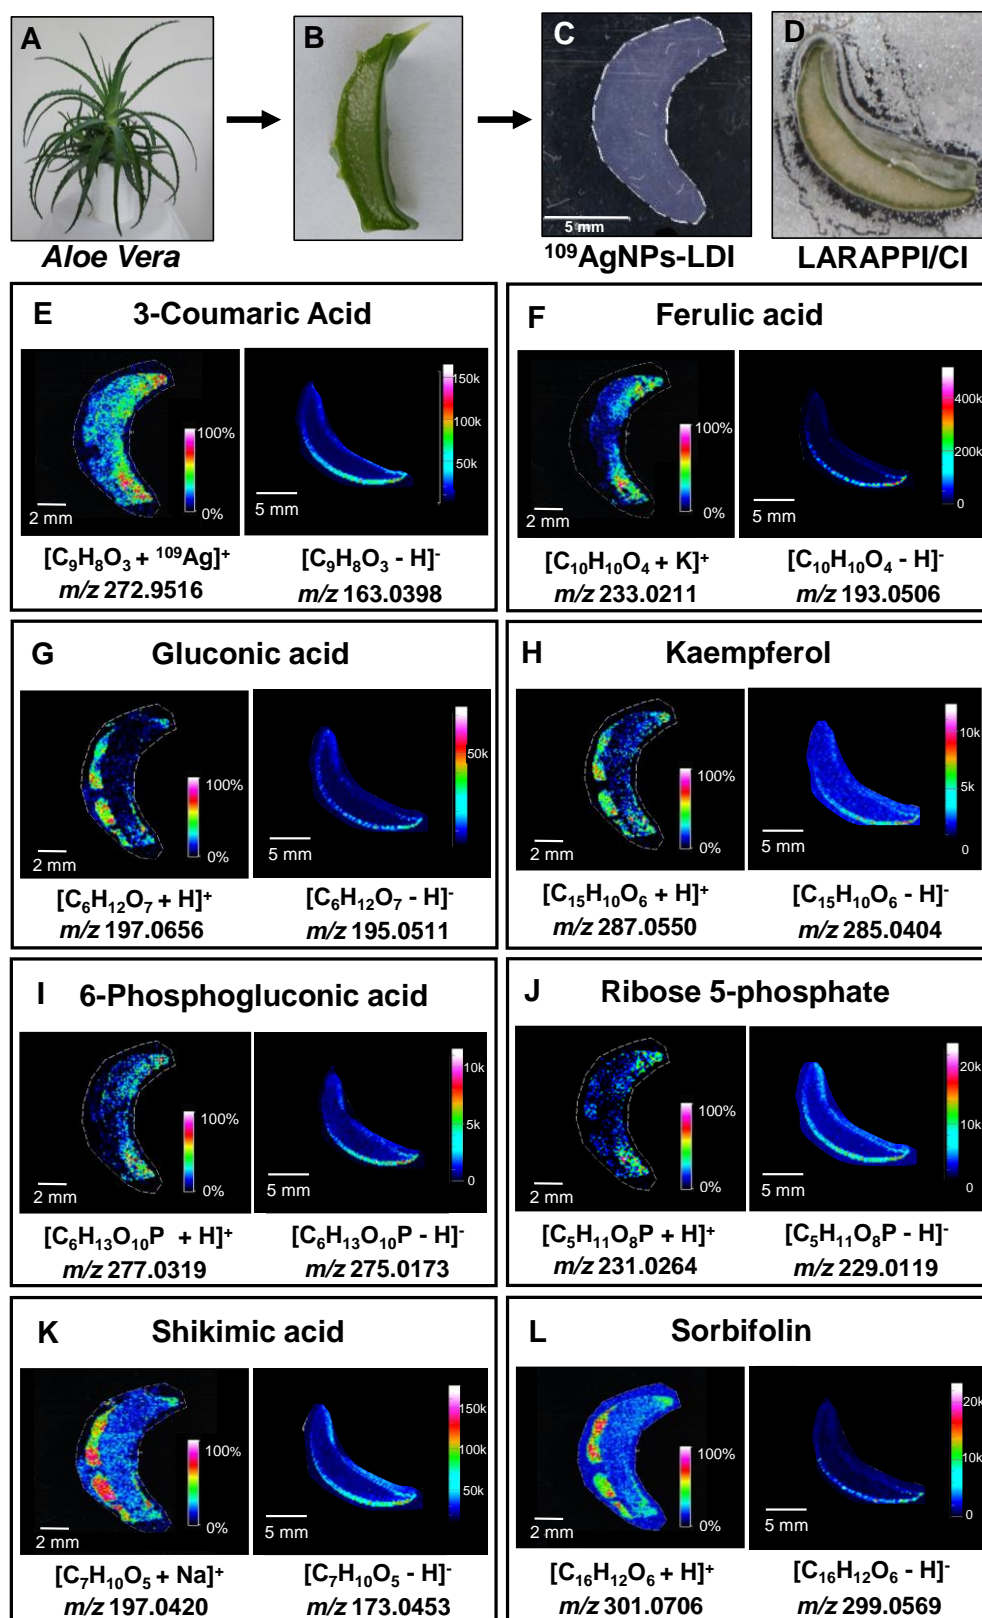 A
B
C
D
5 mm
Aloe Vera
¹⁰⁹AgNPs-LDI
LARAPPI/CI
E 3-Coumaric Acid
100%
0%
2 mm
150k
100k
50k
5 mm
[C₉H₈O₃ + ¹⁰⁹Ag]⁺
m/z 272.9516
[C₉H₈O₃ - H]⁻
m/z 163.0398
F Ferulic acid
100%
0%
2 mm
400k
200k
0
5 mm
[C₁₀H₁₀O₄ + K]⁺
m/z 233.0211
[C₁₀H₁₀O₄ - H]⁻
m/z 193.0506
G Gluconic acid
100%
0%
2 mm
50k
5 mm
[C₆H₁₂O₇ + H]⁺
m/z 197.0656
[C₆H₁₂O₇ - H]⁻
m/z 195.0511
H Kaempferol
100%
0%
2 mm
10k
5k
0
5 mm
[C₁₅H₁₀O₆ + H]⁺
m/z 287.0550
[C₁₅H₁₀O₆ - H]⁻
m/z 285.0404
I 6-Phosphogluconic acid
100%
0%
2 mm
10k
5k
0
5 mm
[C₆H₁₃O₁₀P + H]⁺
m/z 277.0319
[C₆H₁₃O₁₀P - H]⁻
m/z 275.0173
J Ribose 5-phosphate
100%
0%
2 mm
20k
10k
0
5 mm
[C₅H₁₁O₈P + H]⁺
m/z 231.0264
[C₅H₁₁O₈P - H]⁻
m/z 229.0119
K Shikimic acid
100%
0%
2 mm
150k
100k
50k
5 mm
[C₇H₁₀O₅ + Na]⁺
m/z 197.0420
[C₇H₁₀O₅ - H]⁻
m/z 173.0453
L Sorbifolin
100%
0%
2 mm
20k
10k
0
5 mm
[C₁₆H₁₂O₆ + H]⁺
m/z 301.0706
[C₁₆H₁₂O₆ - H]⁻
m/z 299.0569